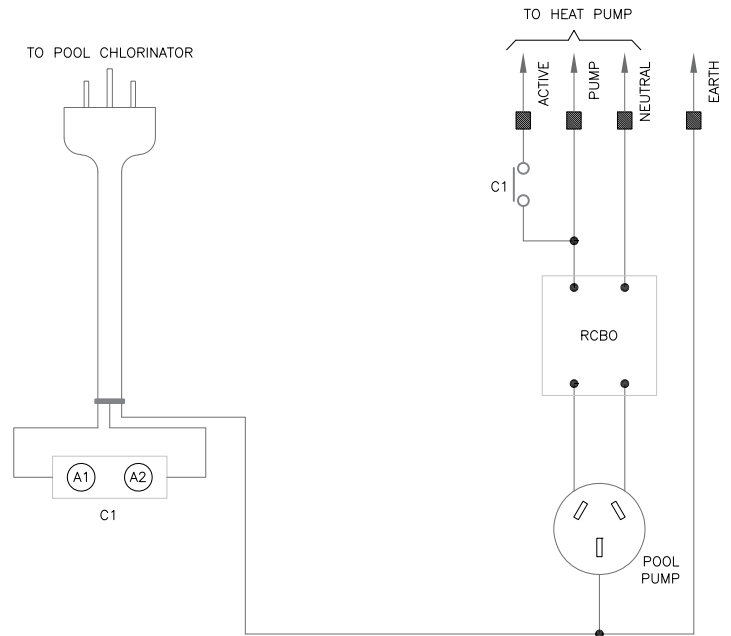 TO HEAT PUMP
TO POOL CHLORINATOR
ACTIVE
PUMP
NEUTRAL
EARTH
C1
RCBO
A1
A2
C1
POOL
PUMP